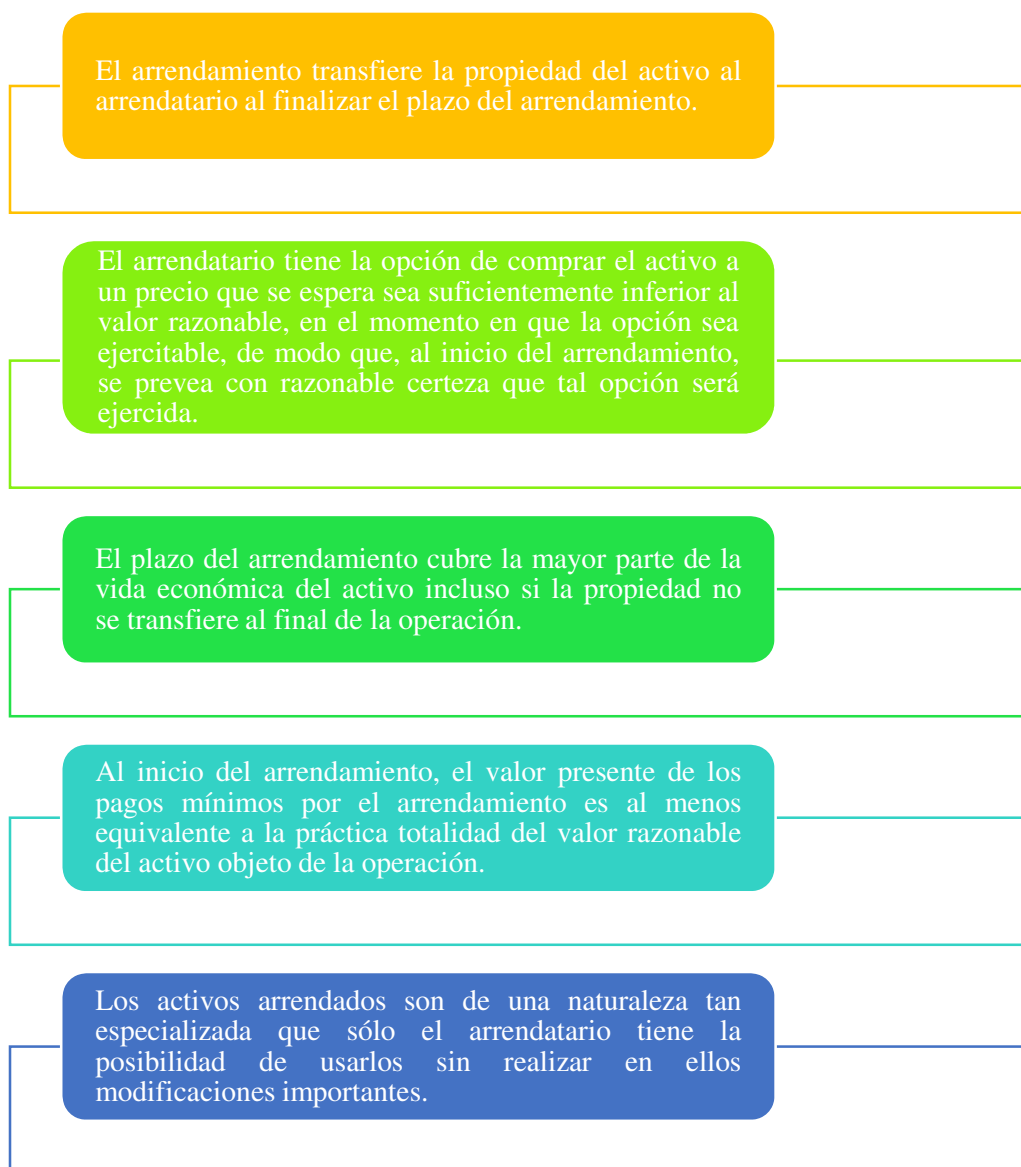 El arrendamiento transfiere la propiedad del activo al
arrendatario al finalizar el plazo del arrendamiento.
El arrendatario tiene la opción de comprar el activo a
un precio que se espera sea suficientemente inferior al
valor razonable, en el momento en que la opción sea
ejercitable, de modo que, al inicio del arrendamiento,
se prevea con razonable certeza que tal opción será
ejercida.
El plazo del arrendamiento cubre la mayor parte de la
vida económica del activo incluso si la propiedad no
se transfiere al final de la operación.
Al inicio del arrendamiento, el valor presente de los
pagos mínimos por el arrendamiento es al menos
equivalente a la práctica totalidad del valor razonable
del activo objeto de la operación.
Los activos arrendados son de una naturaleza tan
especializada que sólo el arrendatario tiene la
posibilidad de usarlos sin realizar en ellos
modificaciones importantes.